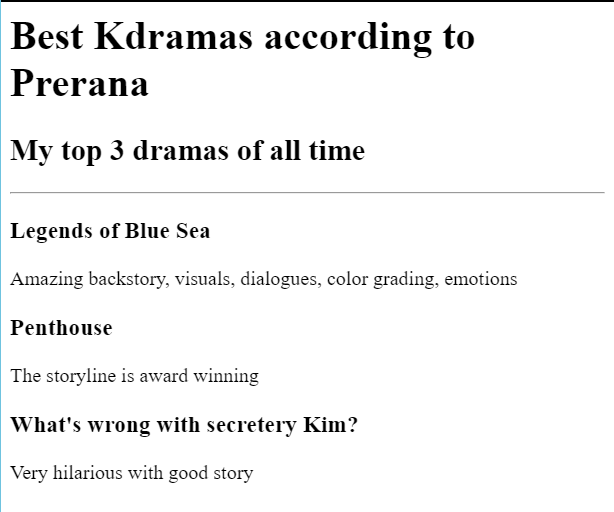 Best Kdramas according to
Prerana
My top 3 dramas of all time
Legends of Blue Sea
Amazing backstory, visuals, dialogues, color grading, emotions
Penthouse
The storyline is award winning
What's wrong with secretery Kim?
Very hilarious with good story